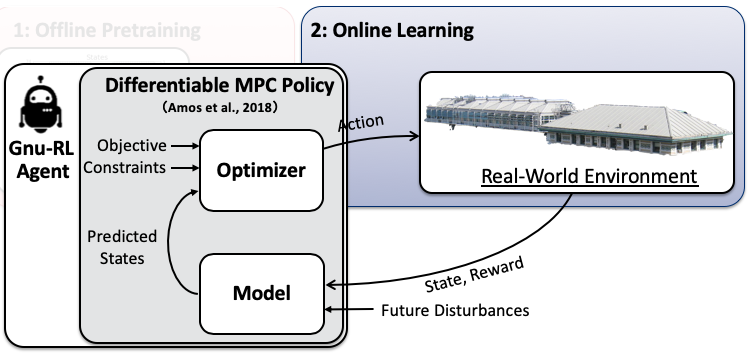 1: Offline Pretraining
2: Online Learning
Differentiable MPC Policy
(Amos et al., 2018)
Gnu-RL
Agent
Objective
Constraints
Optimizer
Action
Real-World Environment
Predicted
States
Model
State, Reward
Future Disturbances